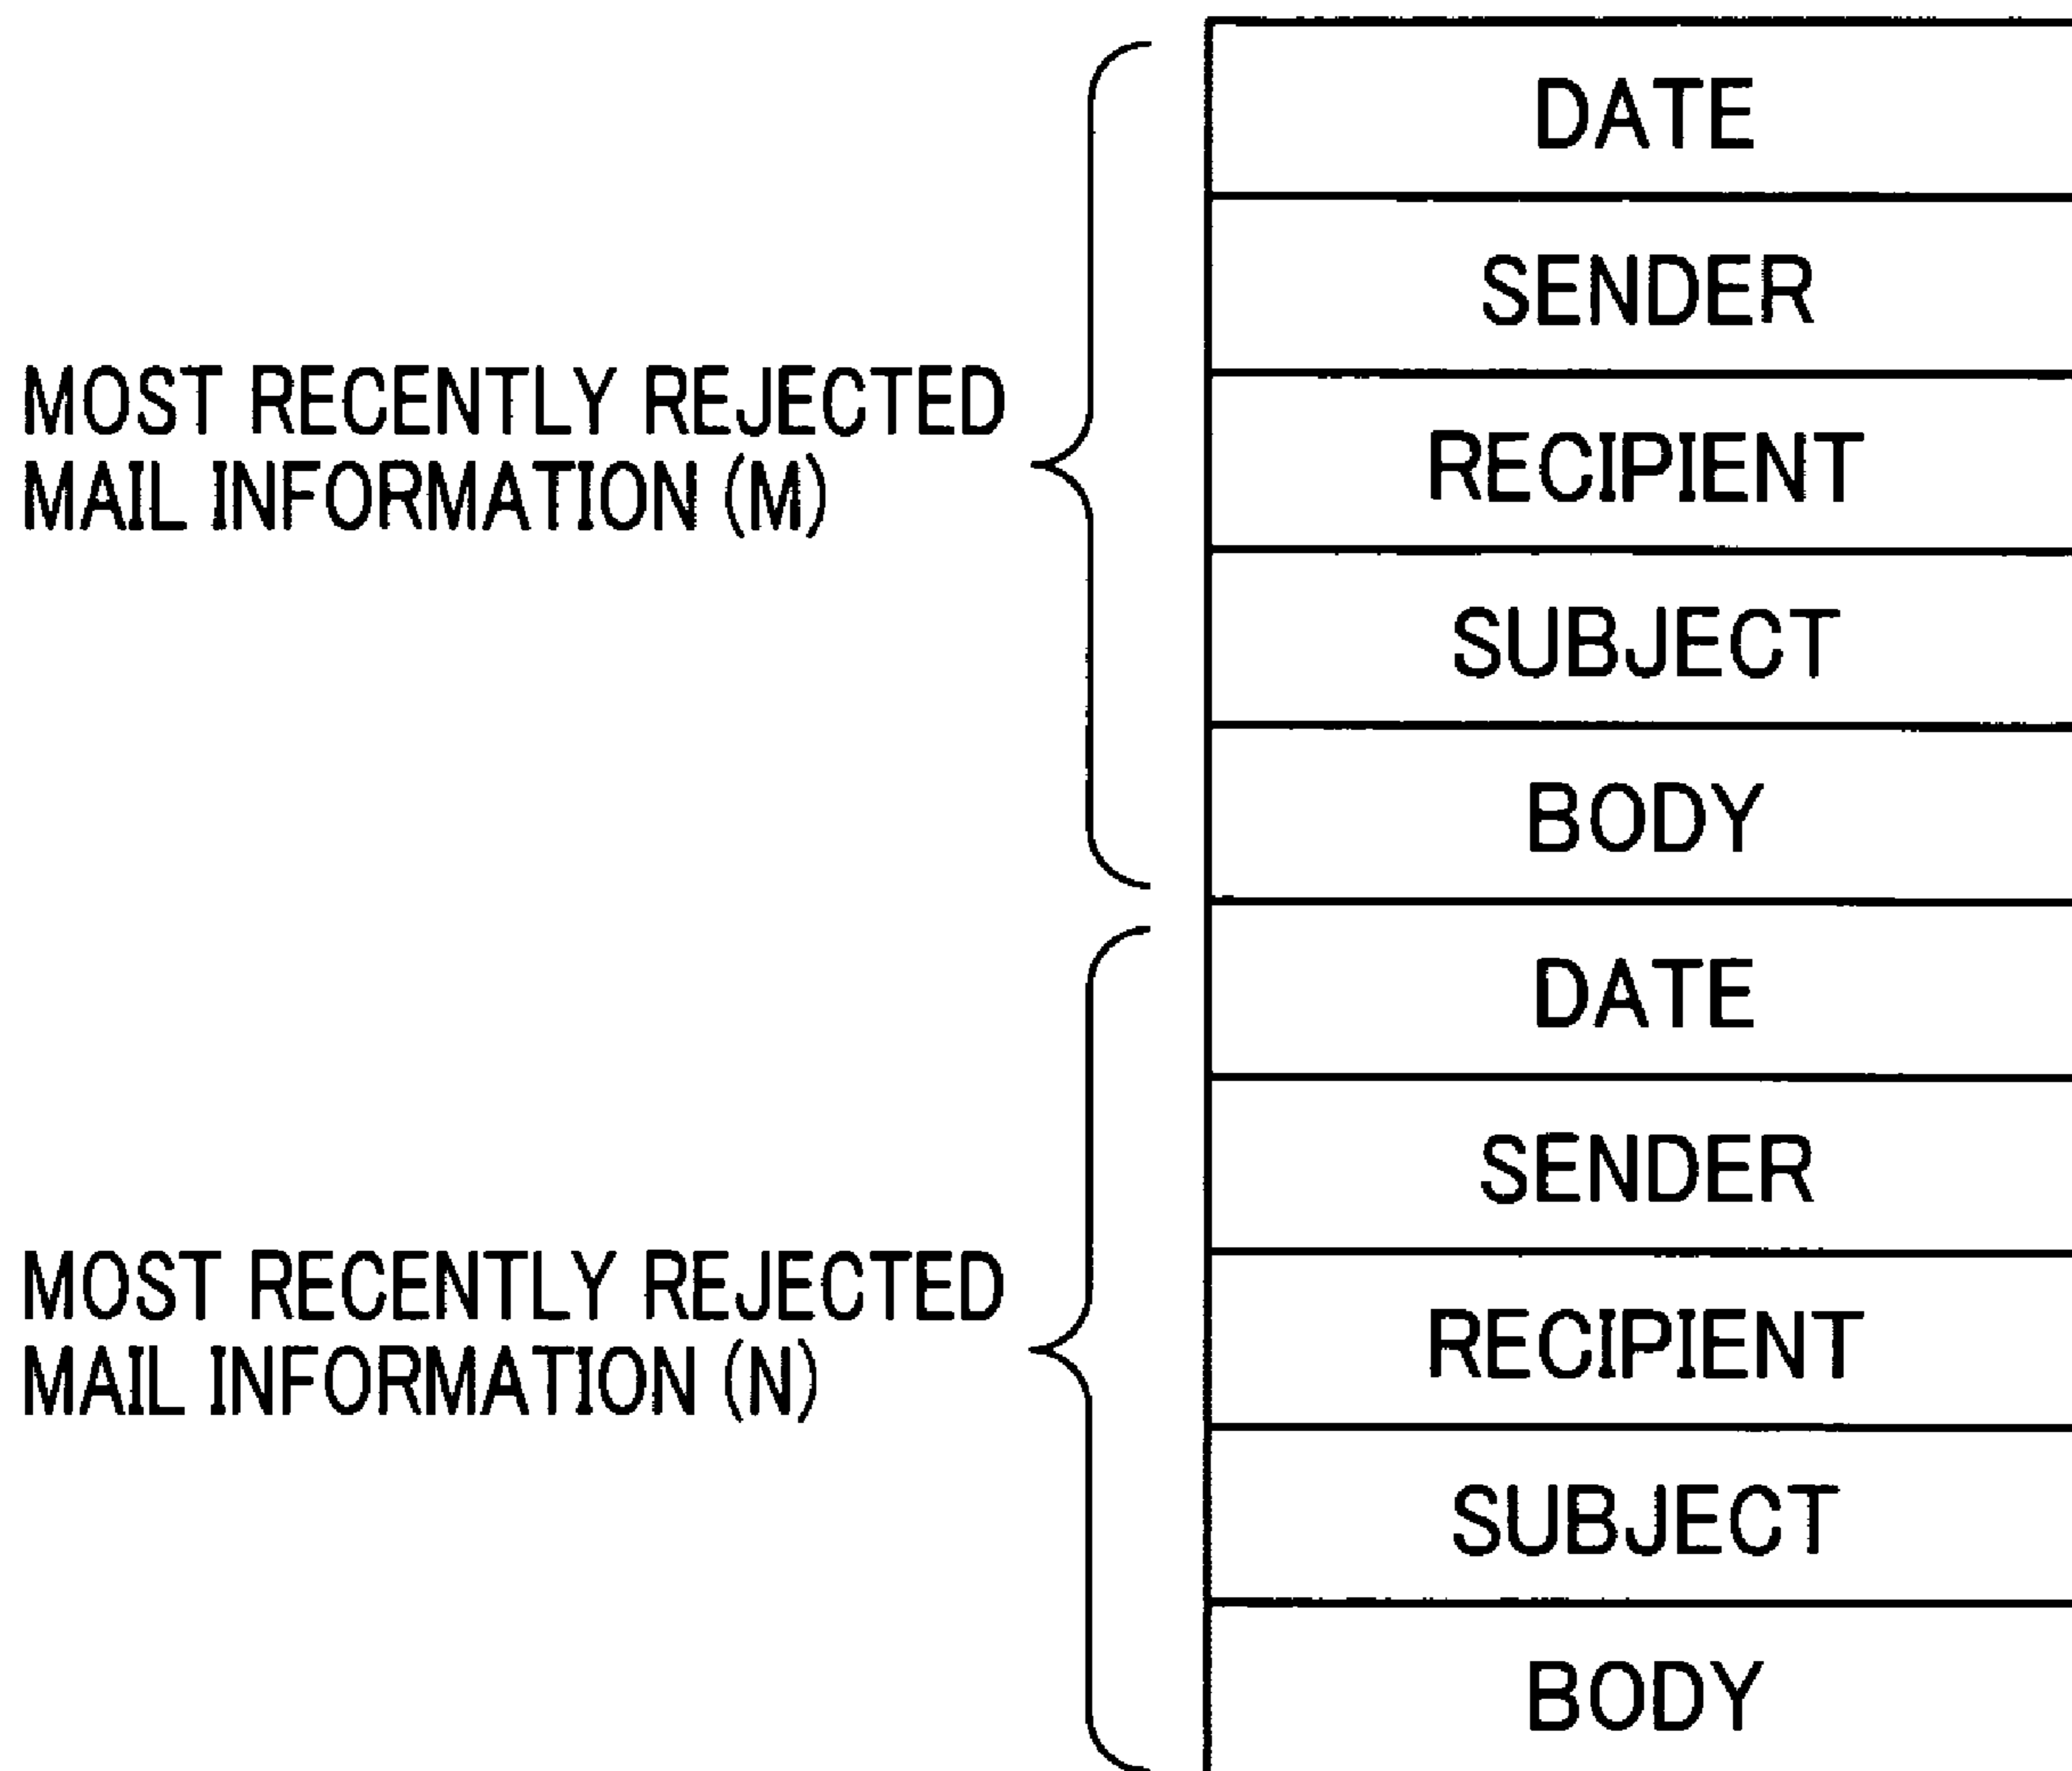 DATE
SENDER
MOST RECENTLY REJECTED
MAIL INFORMATION (M)
RECIPIENT
SUBJECT
BODY
DATE
SENDER
MOST RECENTLY REJECTED
MAIL INFORMATION (N)
RECIPIENT
SUBJECT
BODY